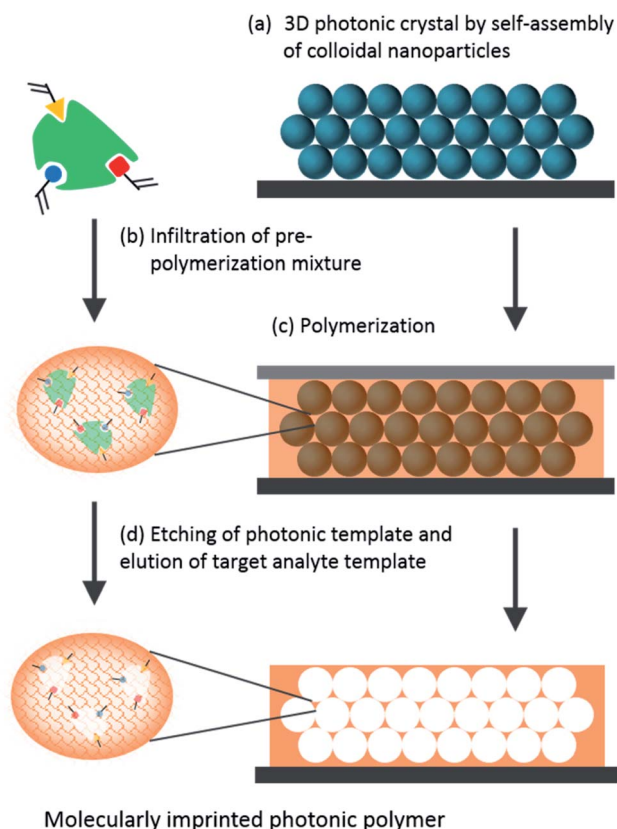 (a) 3D photonic crystal by self-assembly
of colloidal nanoparticles
(b) Infiltration of pre-
polymerization mixture
(c) Polymerization
(d) Etching of photonic template and
elution of target analyte template
Molecularly imprinted photonic polymer